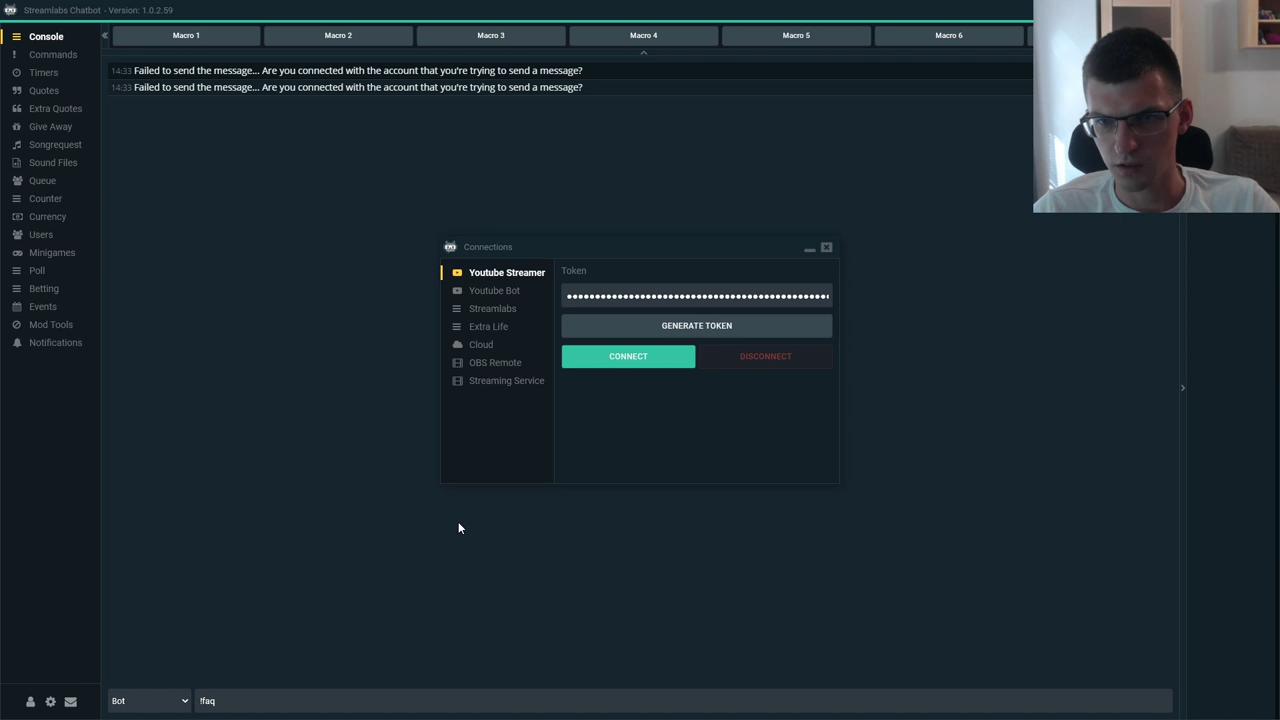 Streamlabs Chatbot - Version: 1.0.2.59
Console
Commands
Timers
Quotes
Extra Quotes
Give Away
Songrequest
Sound Files
Queue
Counter
Currency
Users
Minigames
Poll
Betting
Events
Mod Tools
Notifications
Macro 1 Macro 2 Macro 3 Macro 4 Macro 5 Macro 6
14:33 Failed to send the message... Are you connected with the account that you're trying to send a message?
14:33 Failed to send the message... Are you connected with the account that you're trying to send a message?
Connections
Youtube Streamer
Youtube Bot
Streamlabs
Extra Life
Cloud
OBS Remote
Streaming Service
Token
GENERATE TOKEN
CONNECT DISCONNECT
Bot !faq